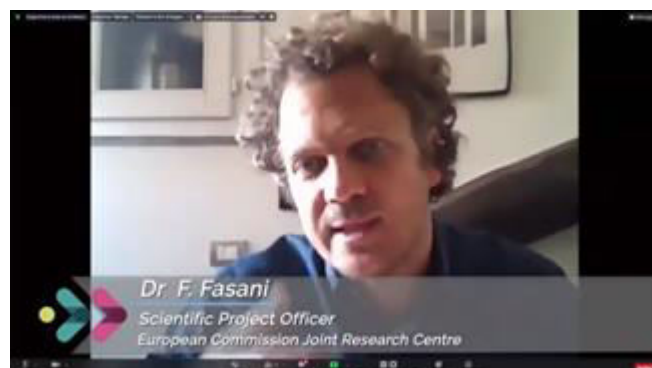 Dr F. Fasani
Scientific Project Officer
European Commission Joint Research Centre